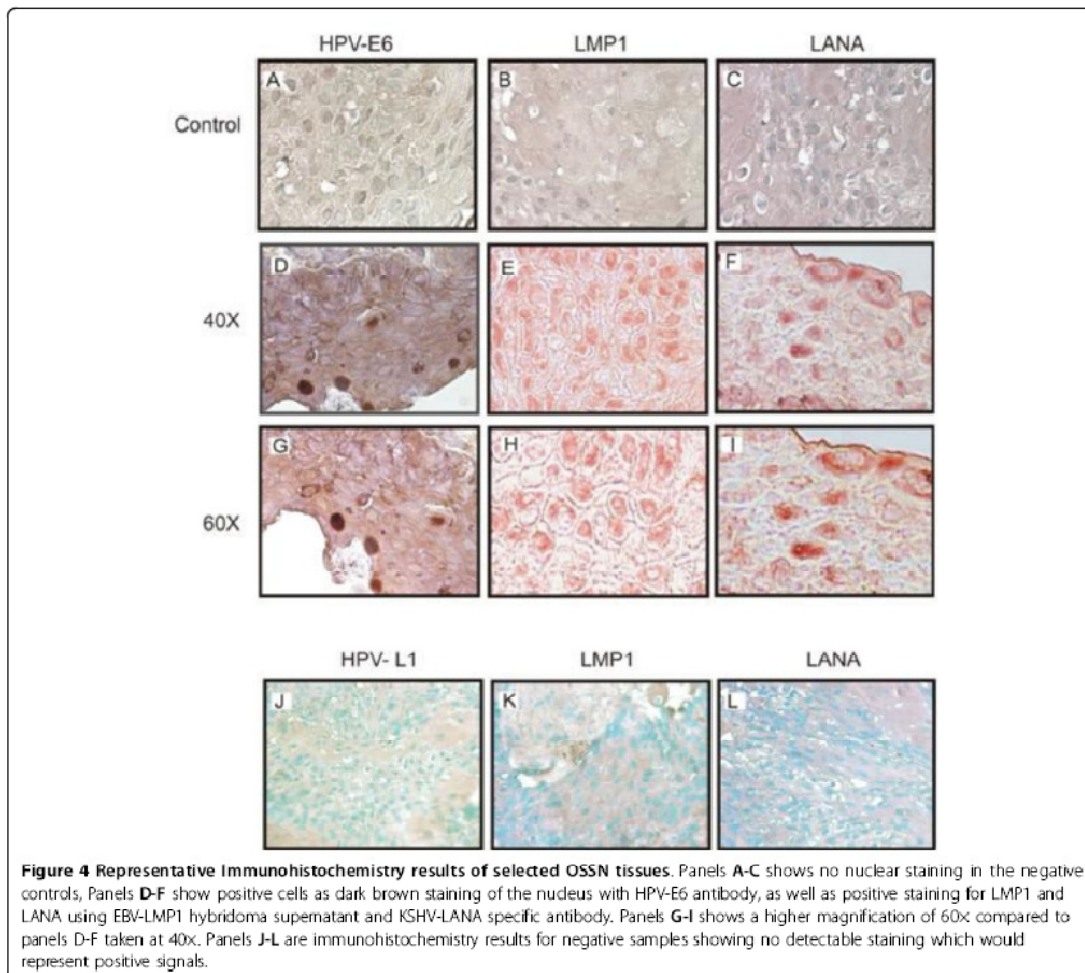 HPV-E6 LMP1 LANA
A B C
Control
D E F
40X
G H I
60X
HPV- L1 LMP1 LANA
J K L
Figure 4 Representative Immunohistochemistry results of selected OSSN tissues. Panels A-C shows no nuclear staining in the negative
controls, Panels D-F show positive cells as dark brown staining of the nucleus with HPV-E6 antibody, as well as positive staining for LMP1 and
LANA using EBV-LMP1 hybridoma supernatant and KSHV-LANA specific antibody. Panels G-I shows a higher magnification of 60× compared to
panels D-F taken at 40×. Panels J-L are immunohistochemistry results for negative samples showing no detectable staining which would
represent positive signals.